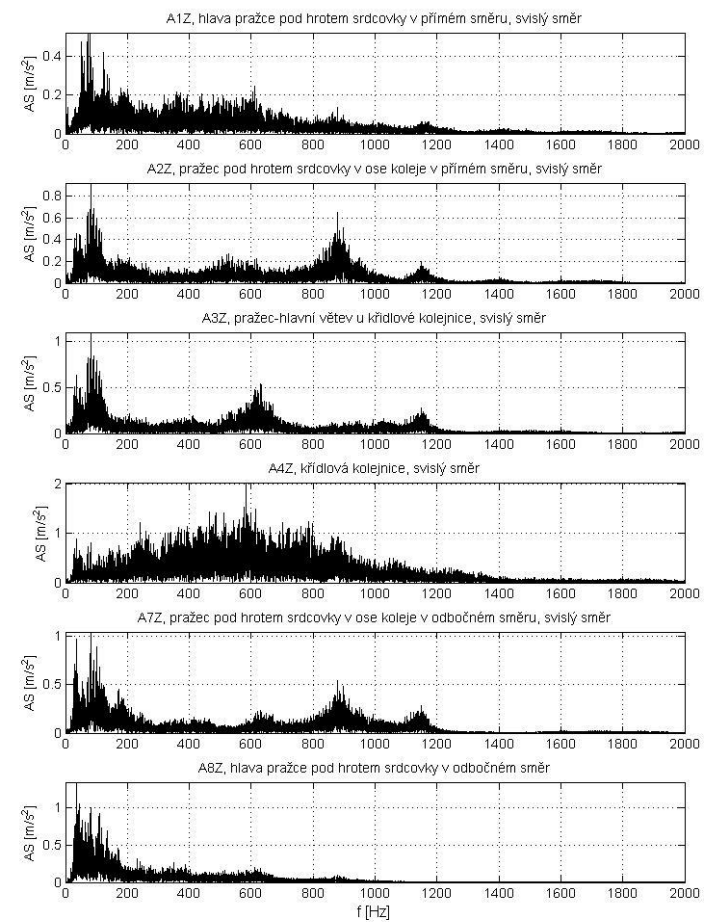 A1Z, hlava pražce pod hrotem srdcovky v přímém směru, svislý směr
AS [m/s²]
0.4
0.2
0
0 200 400 600 800 1000 1200 1400 1600 1800 2000
A2Z, pražec pod hrotem srdcovky v ose koleje v přímém směru, svislý směr
AS [m/s²]
0.8
0.6
0.4
0.2
0
0 200 400 600 800 1000 1200 1400 1600 1800 2000
A3Z, pražec-hlavní větev u křídlové kolejnice, svislý směr
AS [m/s²]
1
0.5
0
0 200 400 600 800 1000 1200 1400 1600 1800 2000
A4Z, křídlová kolejnice, svislý směr
AS [m/s²]
2
1
0
0 200 400 600 800 1000 1200 1400 1600 1800 2000
A7Z, pražec pod hrotem srdcovky v ose koleje v odbočném směru, svislý směr
AS [m/s²]
1
0.5
0
0 200 400 600 800 1000 1200 1400 1600 1800 2000
A8Z, hlava pražce pod hrotem srdcovky v odbočném směr
AS [m/s²]
1
0.5
0
0 200 400 600 800 1000 1200 1400 1600 1800 2000
f [Hz]